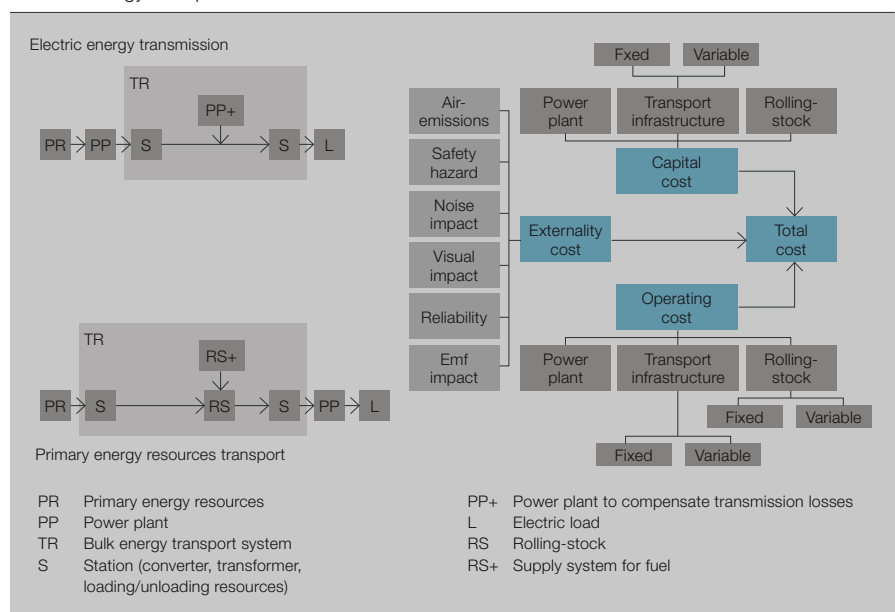 Electric energy transmission
TR
PP+
PR
PP
S
S
L
TR
RS+
PR
S
RS
S
PP
L
Primary energy resources transport
Fxed
Variable
Power
plant
Transport
infrastructure
Rolling-
stock
Capital
cost
Air-
emissions
Safety
hazard
Noise
impact
Visual
impact
Reliability
Emf
impact
Externality
cost
Total
cost
Operating
cost
Power
plant
Transport
infrastructure
Rolling-
stock
Fixed
Variable
Fixed
Variable
PR Primary energy resources
PP Power plant
TR Bulk energy transport system
S Station (converter, transformer,
loading/unloading resources)
PP+ Power plant to compensate transmission losses
L Electric load
RS Rolling-stock
RS+ Supply system for fuel